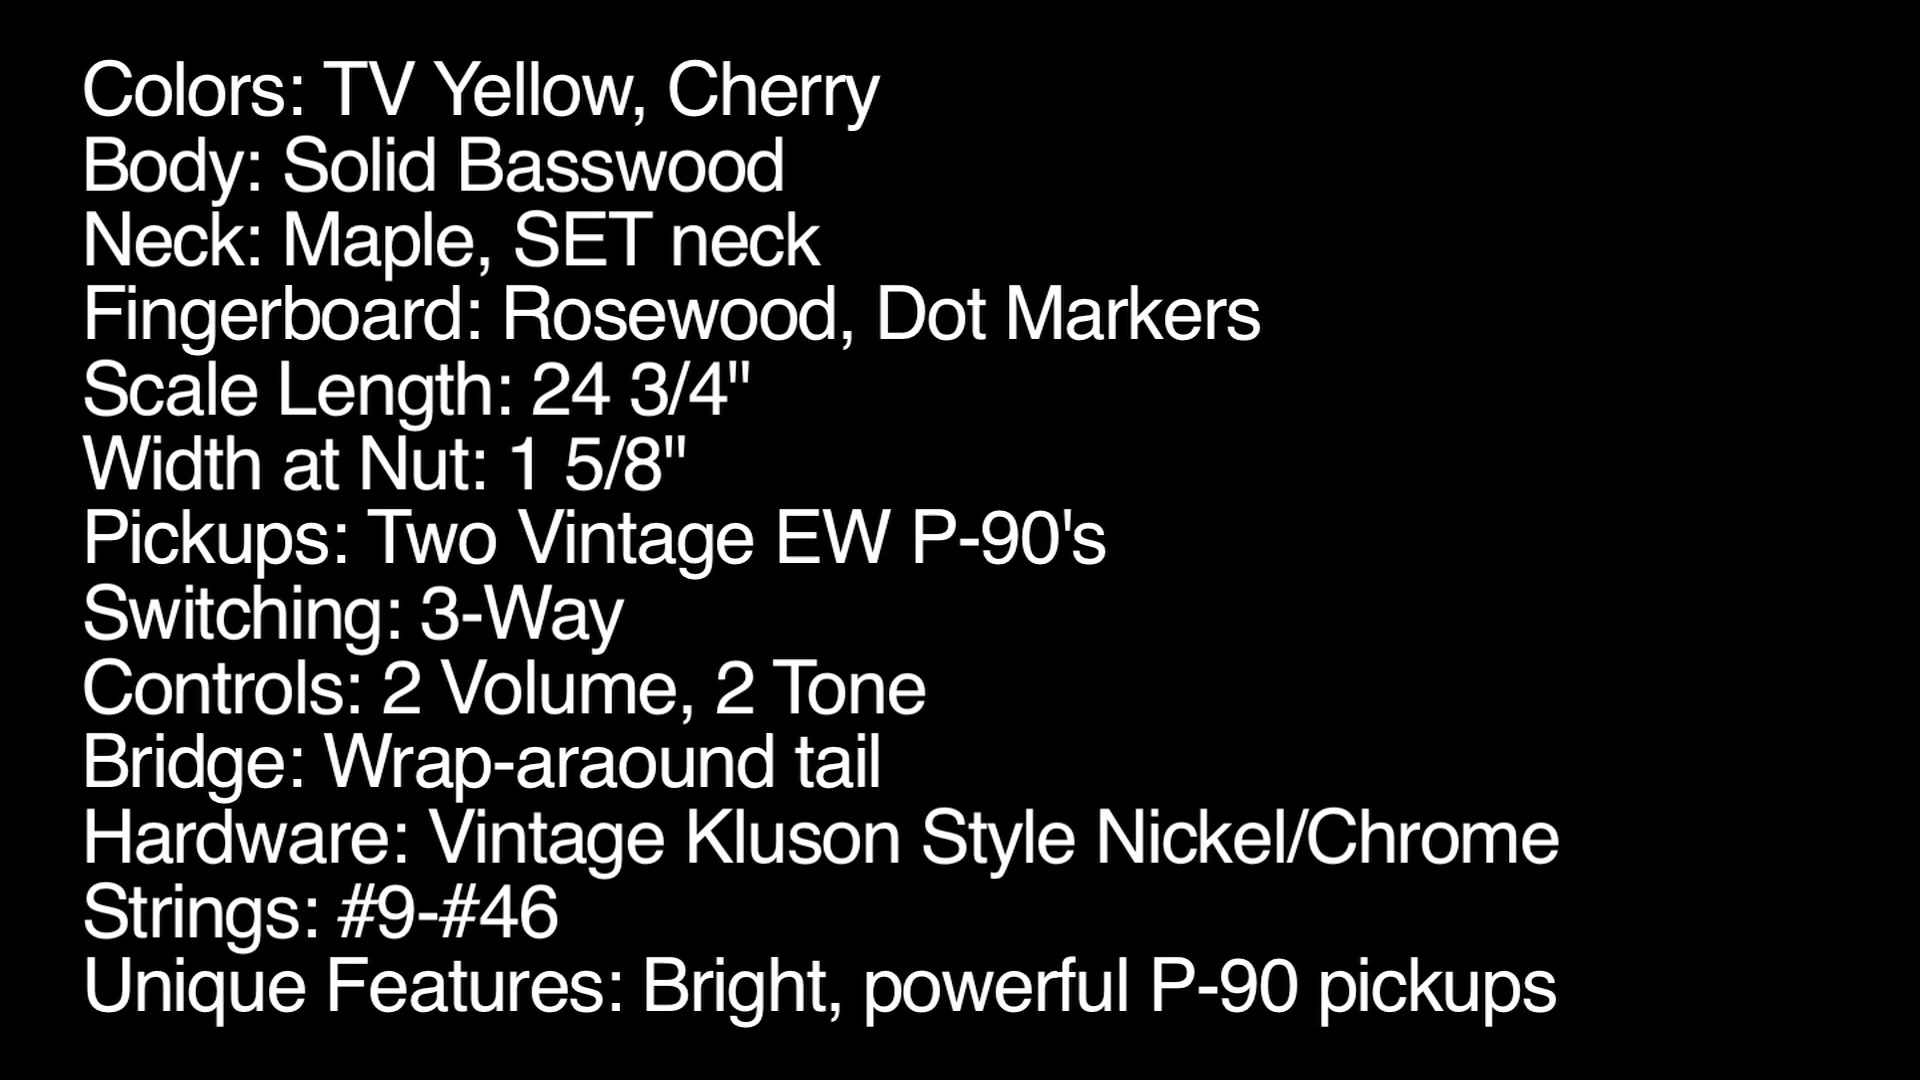 Colors: TV Yellow, Cherry
Body: Solid Basswood
Neck: Maple, SET neck
Fingerboard: Rosewood, Dot Markers
Scale Length: 24 3/4"
Width at Nut: 1 5/8"
Pickups: Two Vintage EW P-90's
Switching: 3-Way
Controls: 2 Volume, 2 Tone
Bridge: Wrap-araound tail
Hardware: Vintage Kluson Style Nickel/Chrome
Strings: #9-#46
Unique Features: Bright, powerful P-90 pickups